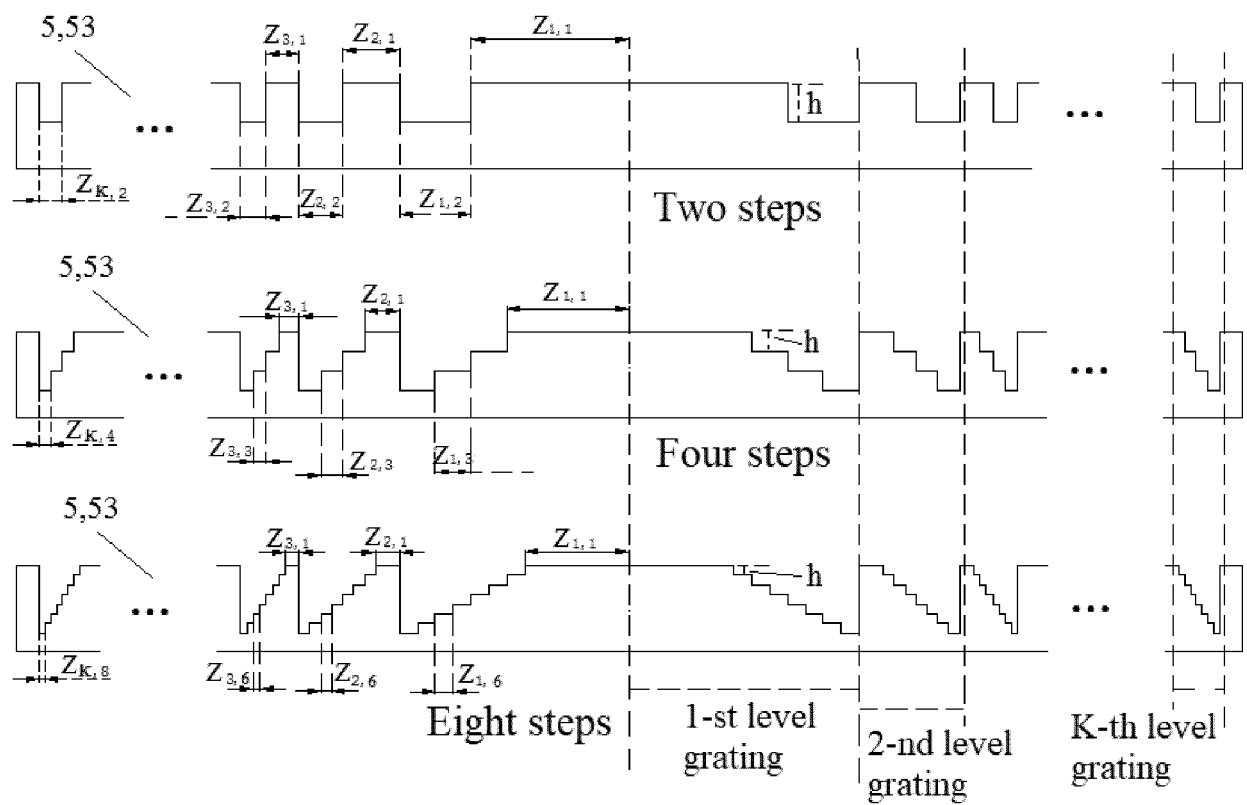 5,53
Z3,1
Z2,1
Z1,1
h
•••
•••
ZK,2
Z3,2
Z2,2
Z1,2
Two steps
5,53
Z3,1
Z2,1
Z1,1
h
•••
•••
ZK,4
Z3,3
Z2,3
Z1,3
Four steps
5,53
Z3,1
Z2,1
Z1,1
h
•••
•••
ZK,8
Z3,6
Z2,6
Z1,6
Eight steps
1-st level
grating
2-nd level
grating
K-th level
grating